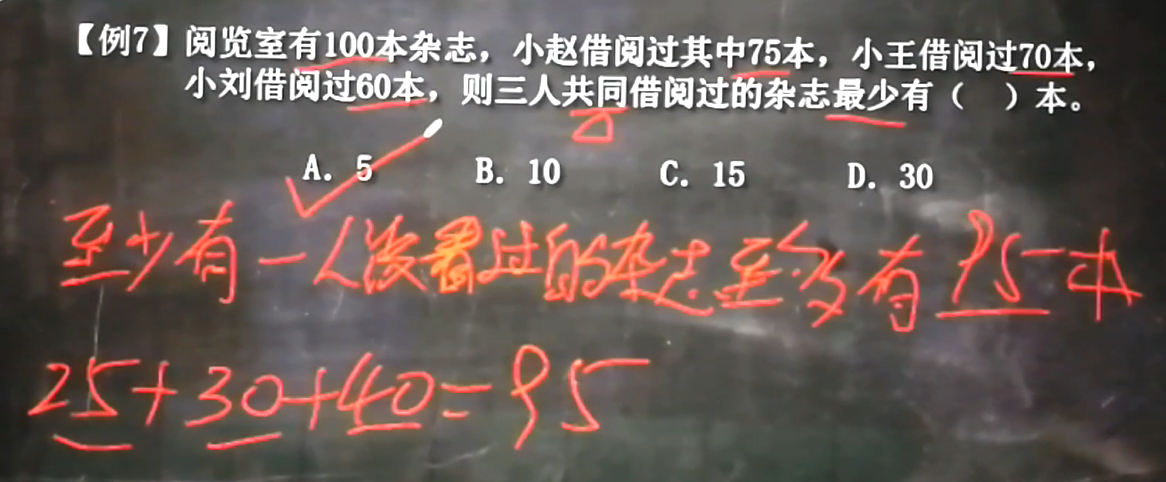 【例7】阅览室有100本杂志，小赵借阅过其中75本，小王借阅过70本，
小刘借阅过60本，则三人共同借阅过的杂志最少有（ ）本。
A. 5 B. 10 C. 15 D. 30
至少有一人没看过的杂志至多有95本
25+30+40=95